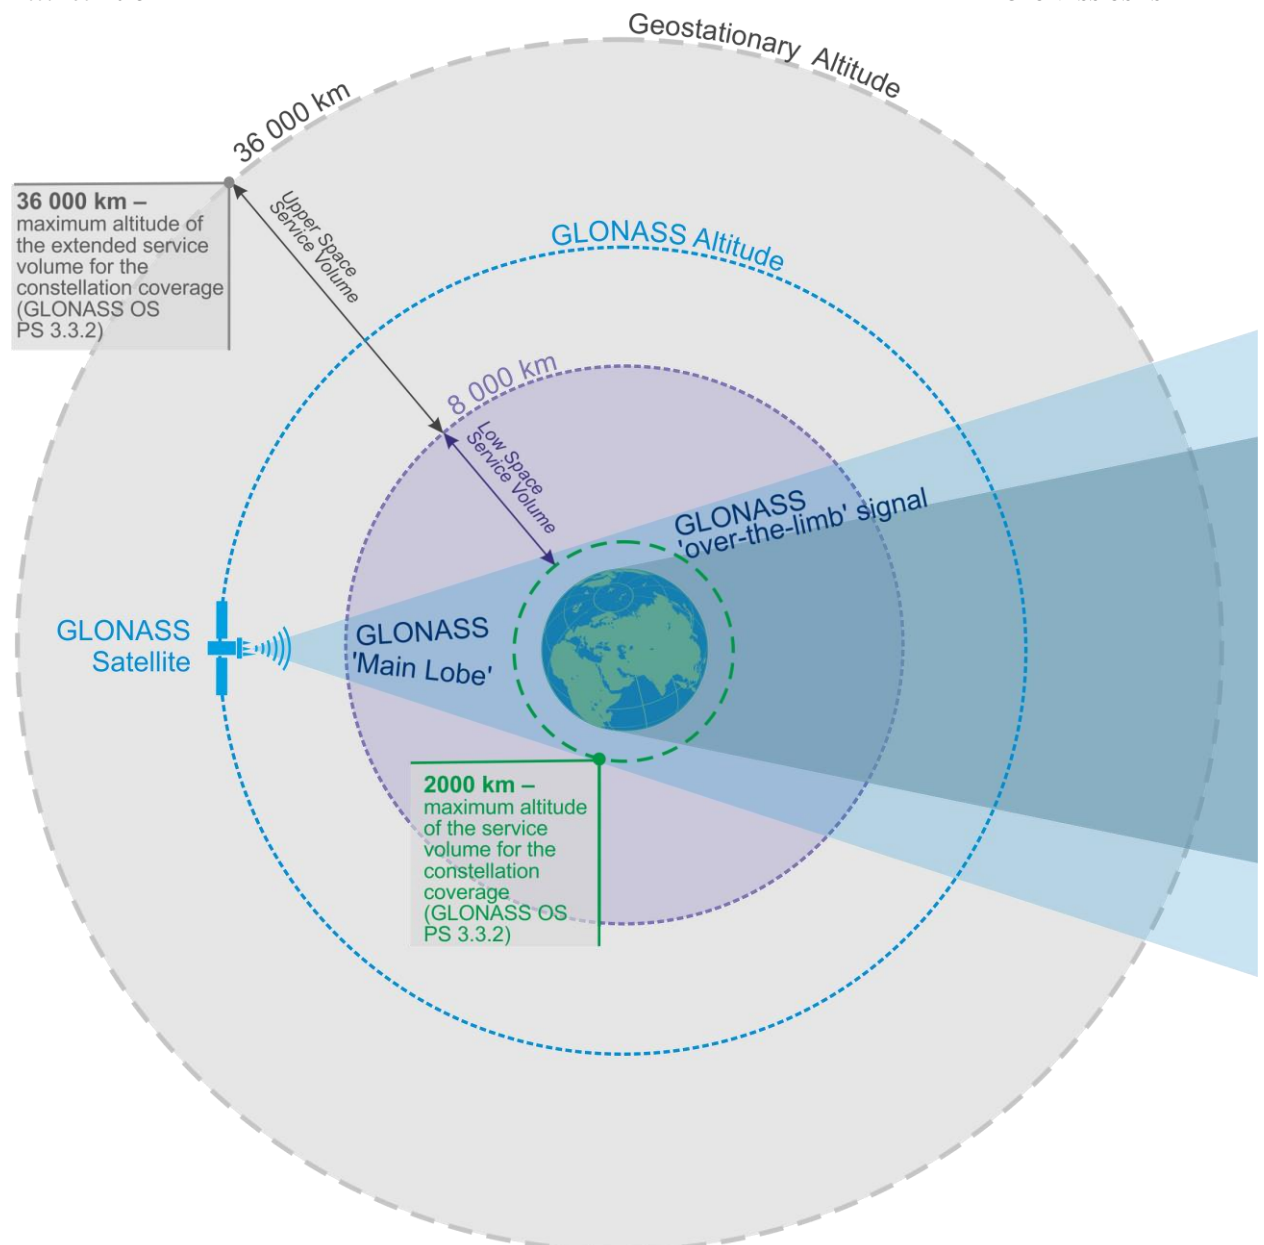 Geostationary Altitude
36 000 km
36 000 km –
maximum altitude of
the extended service
volume for the
constellation coverage
(GLONASS OS
PS 3.3.2)
Upper Space
Service Volume
GLONASS Altitude
8 000 km
Low Space
Service Volume
GLONASS
'over-the-limb' signal
GLONASS
Satellite
GLONASS
'Main Lobe'
2000 km –
maximum altitude
of the service
volume for the
constellation
coverage
(GLONASS OS
PS 3.3.2)